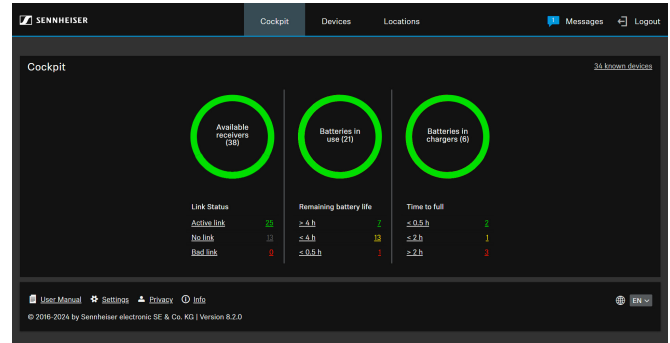 SENNHEISER Cockpit Devices Locations 1 Messages Logout
Cockpit 34 known devices
Available
receivers
(38)
Batteries in
use (21)
Batteries in
chargers (6)
Link Status Remaining battery life Time to full
Active link 25 > 4 h 7 < 0.5 h 2
No link 13 < 4 h 13 < 2 h 1
Bad link 0 < 0.5 h 1 > 2 h 3
User Manual Settings Privacy Info EN
© 2016-2024 by Sennheiser electronic SE & Co. KG | Version 8.2.0